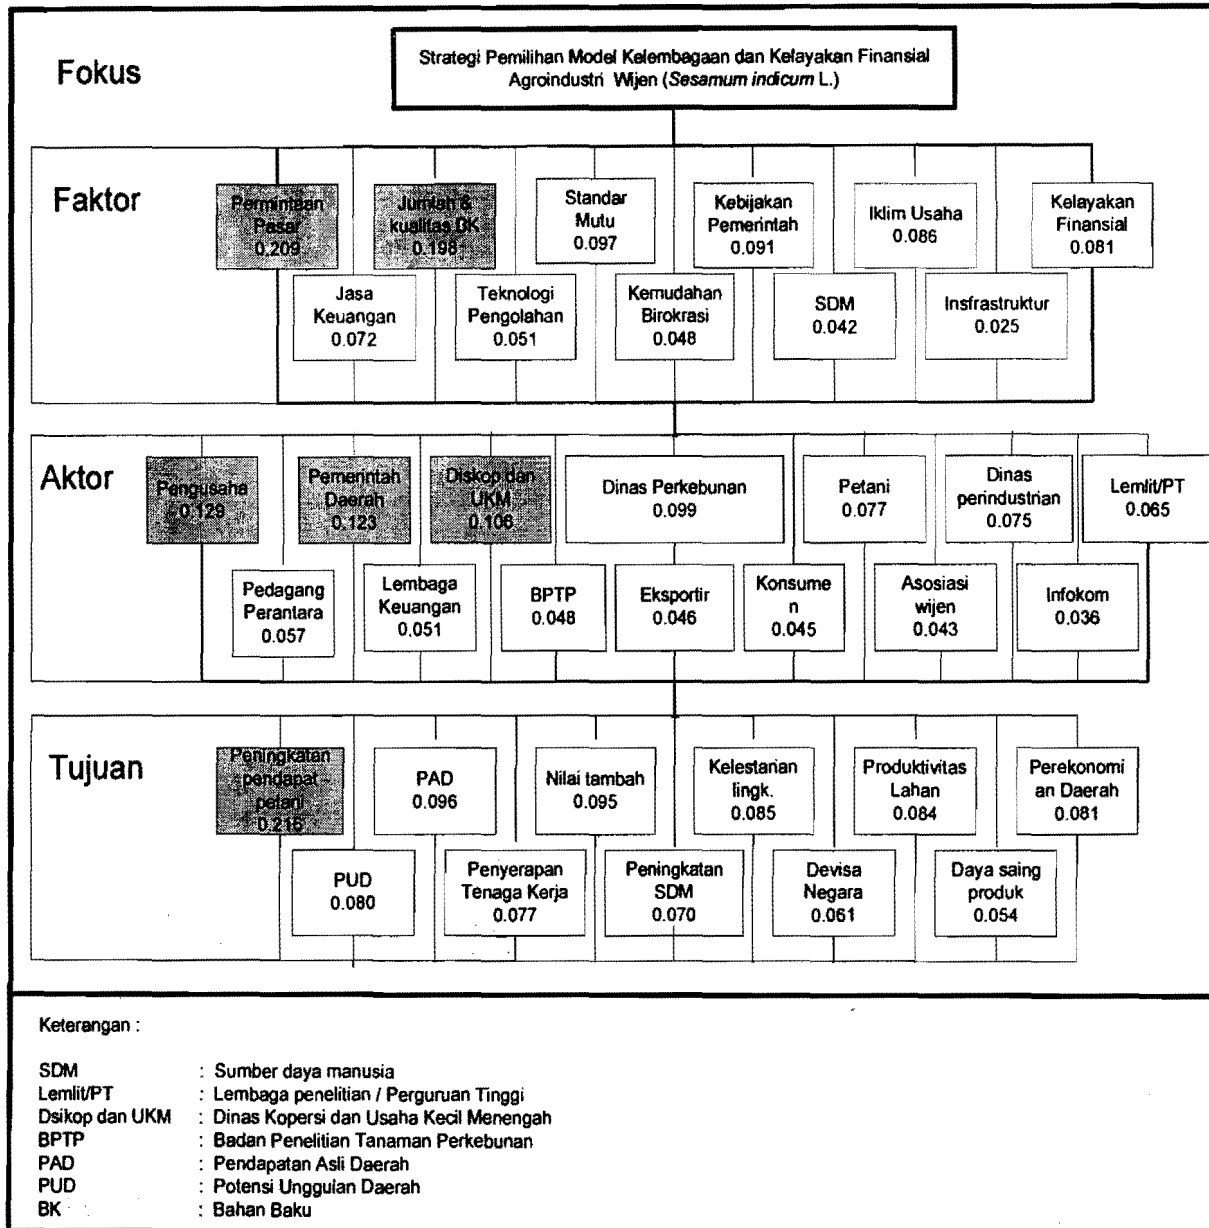 Fokus
Strategi Pemilihan Model Kelembagaan dan Kelayakan Finansial
Agroindustri Wijen (Sesamum indicum L.)
Faktor
Permintaan
Pasar
0.209
Jumlah &
kualitas BK
0.198
Standar
Mutu
0.097
Kebijakan
Pemerintah
0.091
Iklim Usaha
0.086
Kelayakan
Finansial
0.081
Jasa
Keuangan
0.072
Teknologi
Pengolahan
0.051
Kemudahan
Birokrasi
0.048
SDM
0.042
Insfrastruktur
0.025
Aktor
Pengusaha
0.129
Pemerintah
Daerah
0.123
Diskop dan
UKM
0.106
Dinas Perkebunan
0.099
Petani
0.077
Dinas
perindustrian
0.075
Lemlit/PT
0.065
Pedagang
Perantara
0.057
Lembaga
Keuangan
0.051
BPTP
0.048
Eksportir
0.046
Konsume
n
0.045
Asosiasi
wijen
0.043
Infokom
0.036
Tujuan
Peningkatan
pendapat
petani
0.216
PAD
0.096
Nilai tambah
0.095
Kelestarian
lingk.
0.085
Produktivitas
Lahan
0.084
Perekonomi
an Daerah
0.081
PUD
0.080
Penyerapan
Tenaga Kerja
0.077
Peningkatan
SDM
0.070
Devisa
Negara
0.061
Daya saing
produk
0.054
Keterangan :
SDM : Sumber daya manusia
Lemlit/PT : Lembaga penelitian / Perguruan Tinggi
Dsikop dan UKM : Dinas Kopersi dan Usaha Kecil Menengah
BPTP : Badan Penelitian Tanaman Perkebunan
PAD : Pendapatan Asli Daerah
PUD : Potensi Unggulan Daerah
BK : Bahan Baku